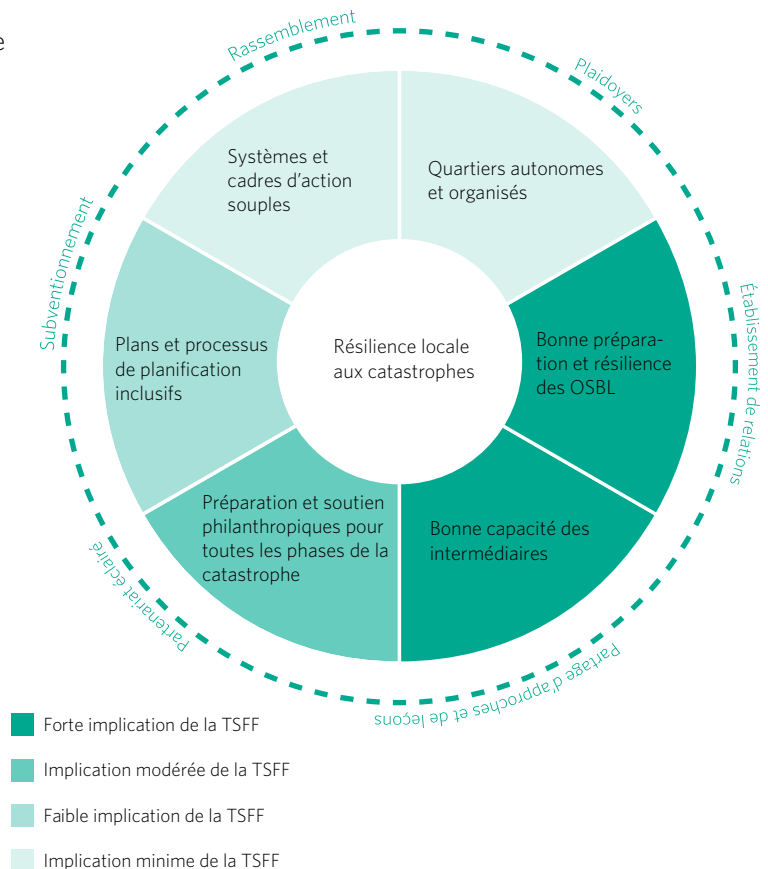 e
Rassemblement
Plaidoyers
Subventionnement
Établissement de relations
Partenariat éclairé
Partage d'approches et de leçons
Systèmes et
cadres d'action
souples
Quartiers autonomes
et organisés
Plans et processus
de planification
inclusifs
Résilience locale
aux catastrophes
Bonne prépara-
tion et résilience
des OSBL
Préparation et soutien
philanthropiques pour
toutes les phases de la
catastrophe
Bonne capacité des
intermédiaires
Forte implication de la TSFF
Implication modérée de la TSFF
Faible implication de la TSFF
Implication minime de la TSFF